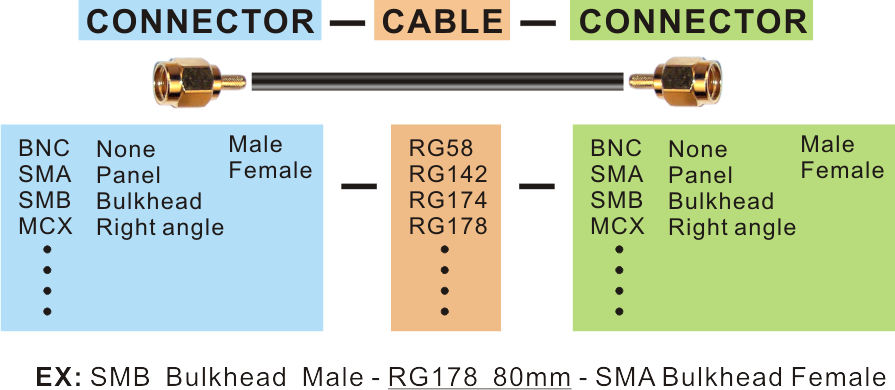 CONNECTOR — CABLE — CONNECTOR
BNC None Male
SMA Panel Female
SMB Bulkhead
MCX Right angle
—
RG58
RG142
RG174
RG178
—
BNC None Male
SMA Panel Female
SMB Bulkhead
MCX Right angle
EX: SMB Bulkhead Male - RG178 80mm - SMA Bulkhead Female